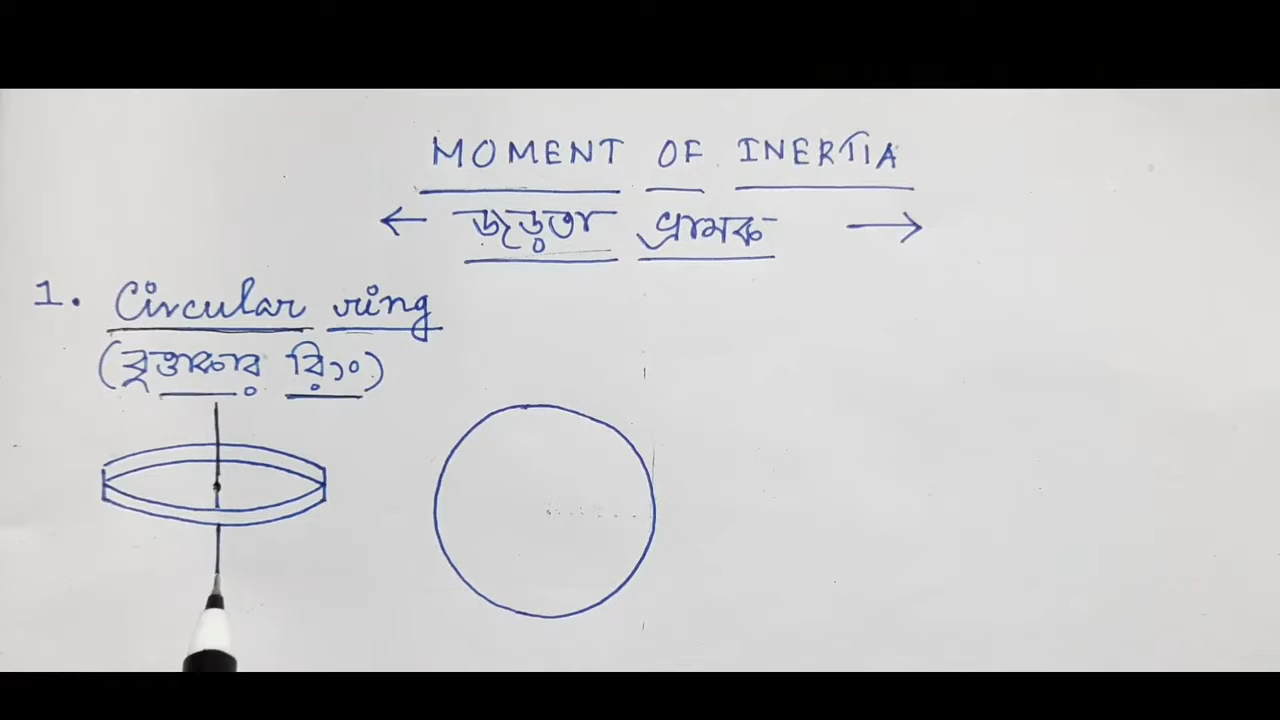 MOMENT OF INERTIA
← জড়তা ভ্রামক →
1. Circular ring
(বৃত্তাকার রিং)